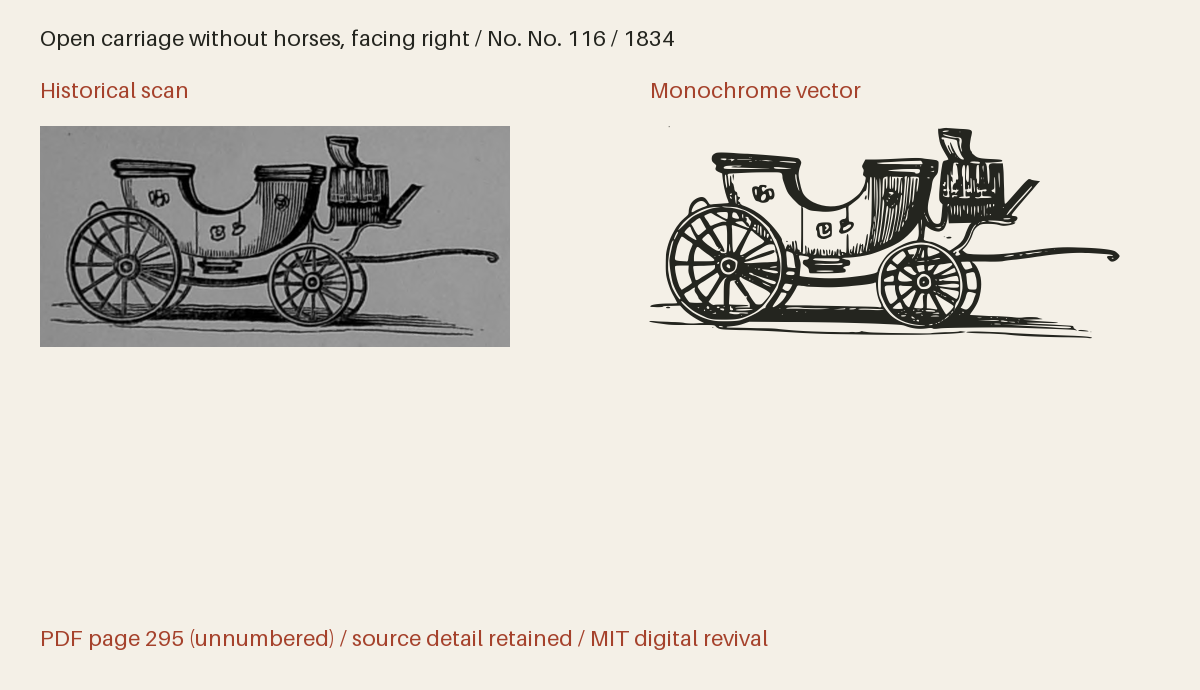 Open carriage without horses, facing right / No. No. 116 / 1834
Historical scan
Monochrome vector
PDF page 295 (unnumbered) / source detail retained / MIT digital revival